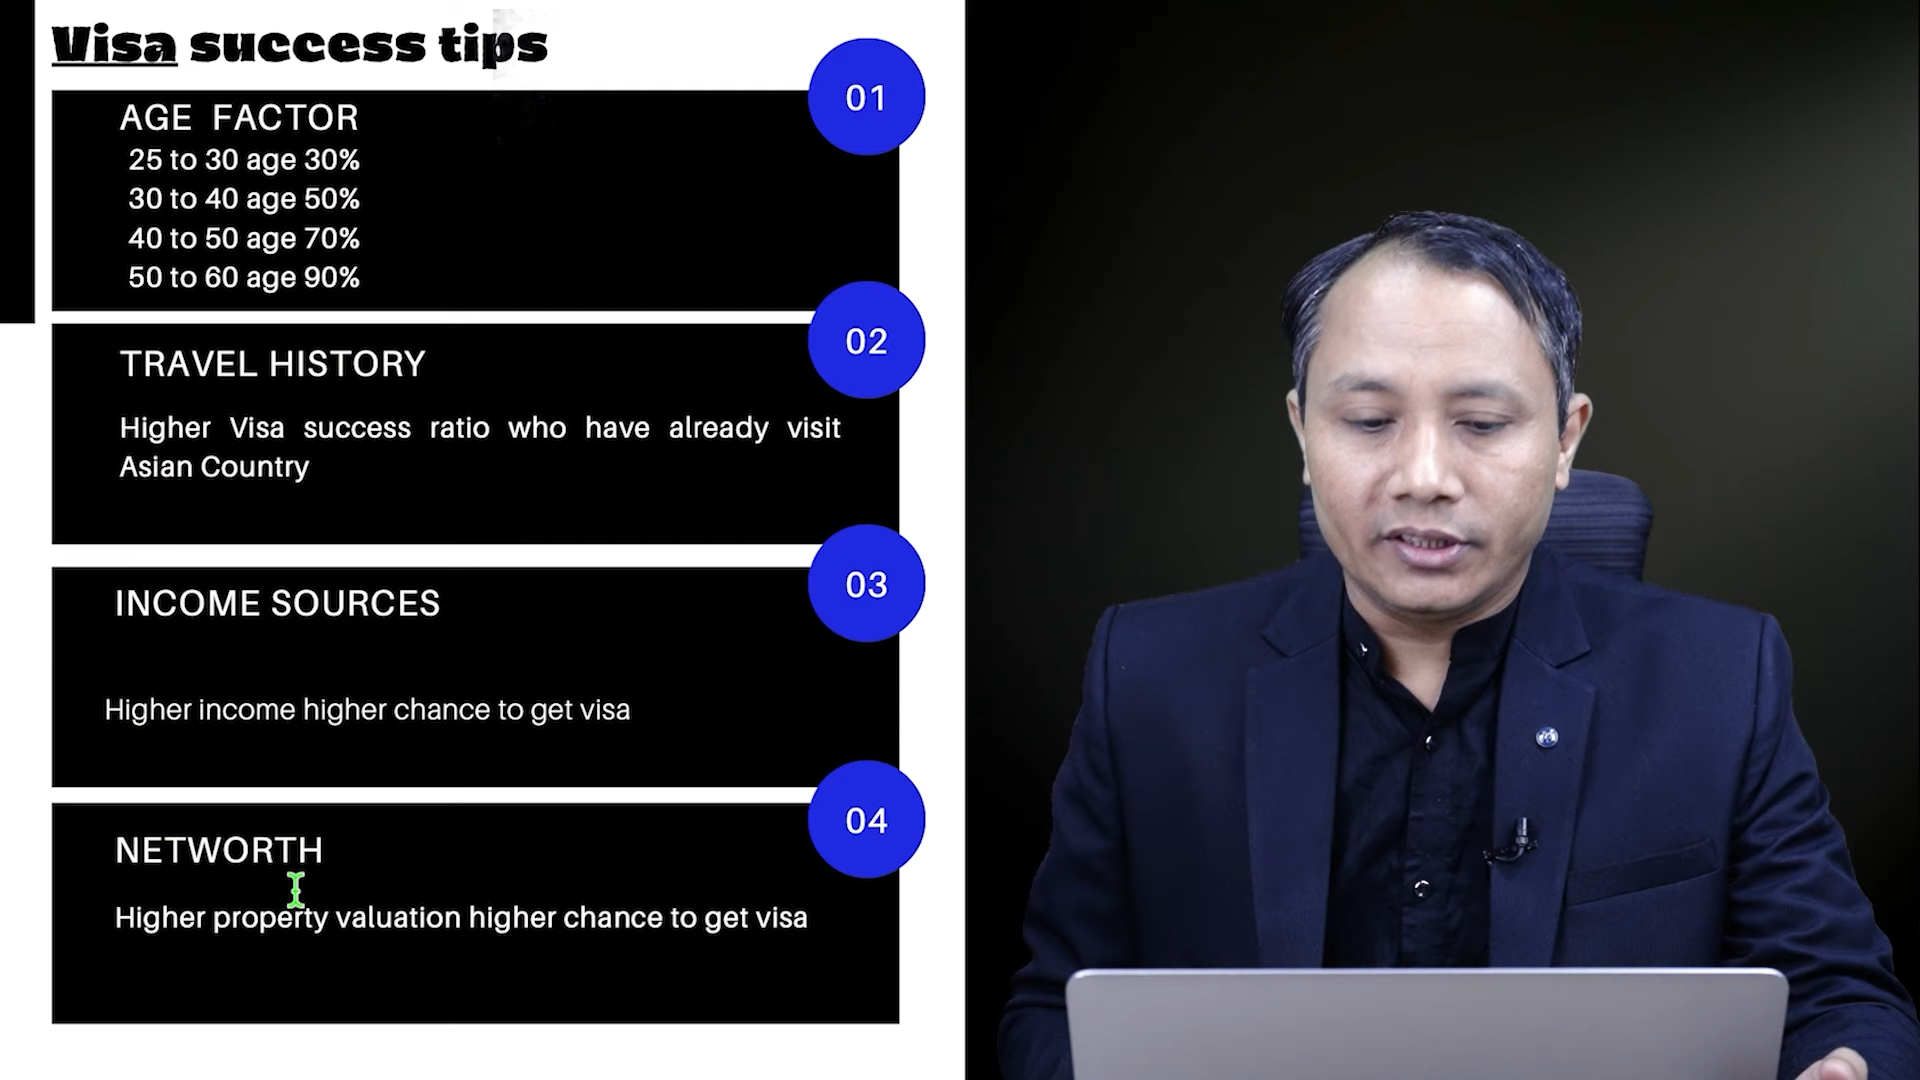 Visa success tips
01
AGE FACTOR
25 to 30 age 30%
30 to 40 age 50%
40 to 50 age 70%
50 to 60 age 90%
02
TRAVEL HISTORY
Higher Visa success ratio who have already visit
Asian Country
03
INCOME SOURCES
Higher income higher chance to get visa
04
NETWORTH
Higher property valuation higher chance to get visa